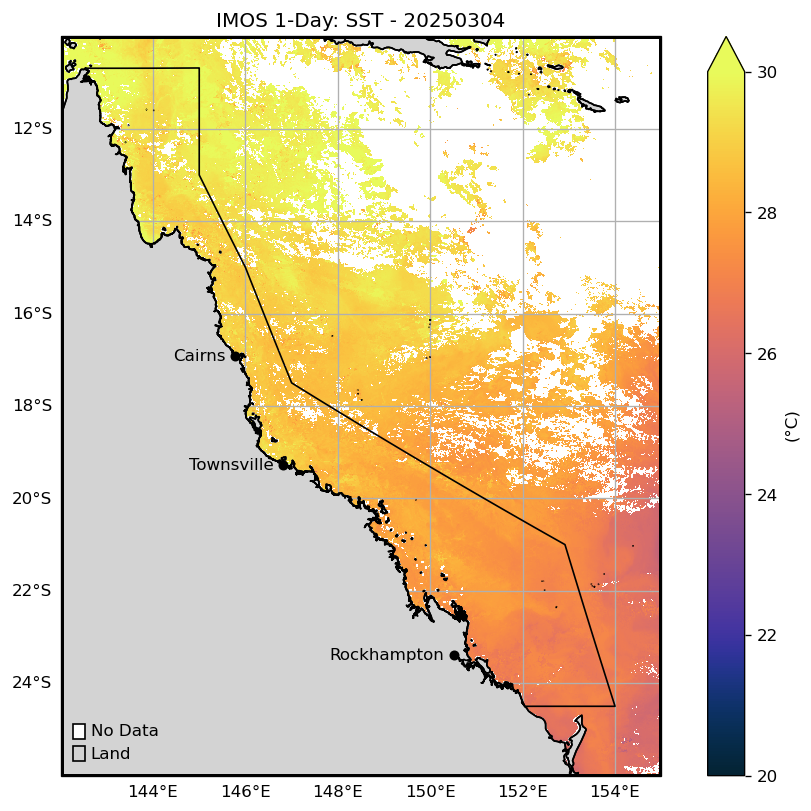 IMOS 1-Day: SST - 20250304
12°S
14°S
16°S
18°S
20°S
22°S
24°S
Cairns
Townsville
Rockhampton
No Data
Land
144°E 146°E 148°E 150°E 152°E 154°E
30
28
26
24
22
20
(°C)